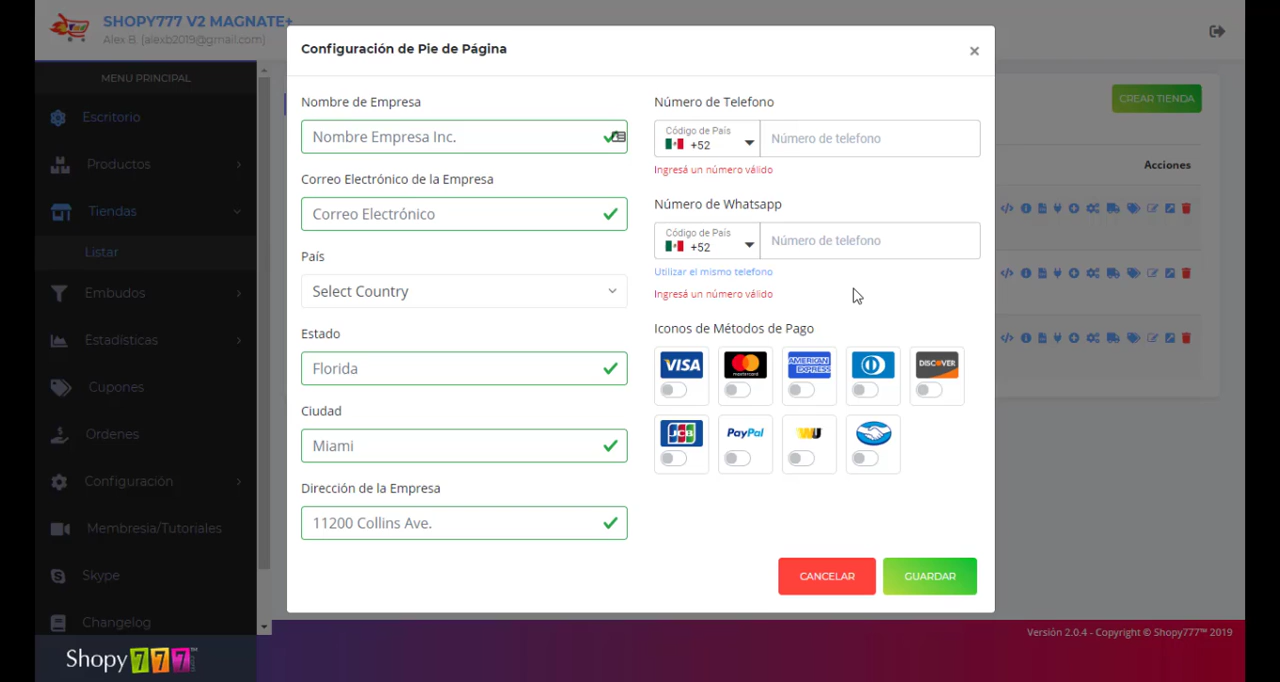 SHOPY777 V2 MAGNATE+
Alex B. [alexb2019@gmail.com]
MENU PRINCIPAL
Escritorio
Productos
Tiendas
Listar
Embudos
Estadísticas
Cupones
Ordenes
Configuración
Membresia/Tutoriales
Skype
Changelog
Shopy777™
CREAR TIENDA
Acciones
Configuración de Pie de Página
×
Nombre de Empresa
Nombre Empresa Inc.
Correo Electrónico de la Empresa
Correo Electrónico
País
Select Country
Estado
Florida
Ciudad
Miami
Dirección de la Empresa
11200 Collins Ave.
Número de Telefono
Código de País
+52
Número de telefono
Ingresá un número válido
Número de Whatsapp
Código de País
+52
Número de telefono
Utilizar el mismo telefono
Ingresá un número válido
Iconos de Métodos de Pago
VISA
mastercard
AMERICAN EXPRESS
DISCOVER
JCB
PayPal
WU
CANCELAR
GUARDAR
Versión 2.0.4 - Copyright © Shopy777™ 2019